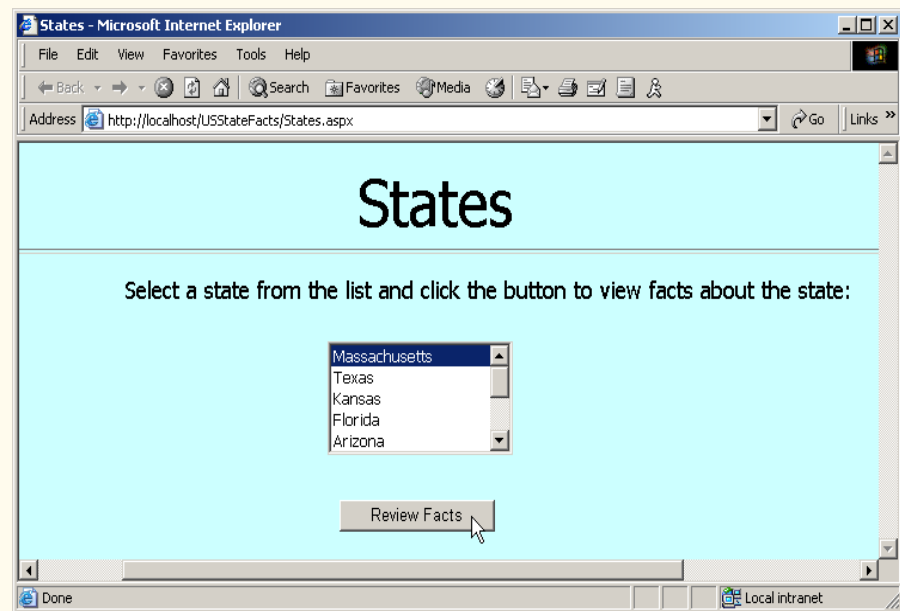 States - Microsoft Internet Explorer
File Edit View Favorites Tools Help
Back Search Favorites Media
Address http://localhost/USStateFacts/States.aspx Go Links »
States
Select a state from the list and click the button to view facts about the state:
Massachusetts
Texas
Kansas
Florida
Arizona
Review Facts
Done Local intranet